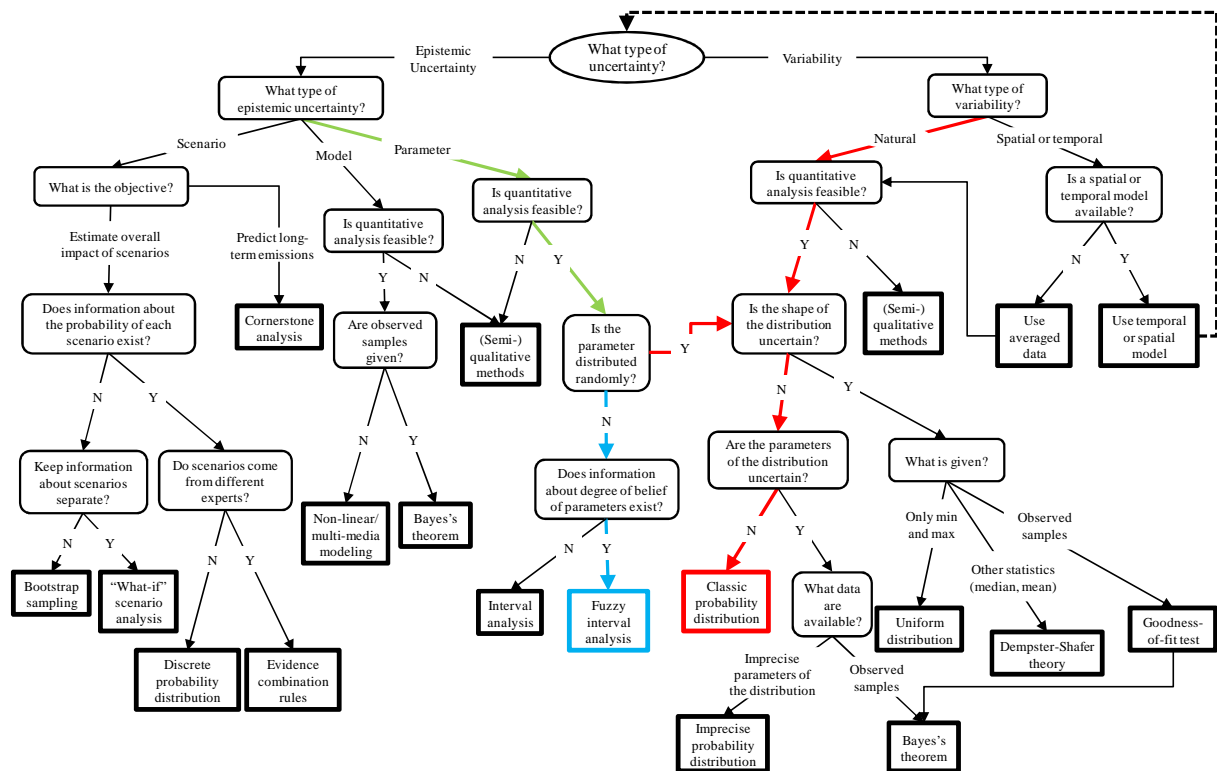 What type of
uncertainty?
Epistemic
Uncertainty
Variability
What type of
epistemic uncertainty?
What type of
variability?
Scenario
Model
Parameter
Natural
Spatial or temporal
What is the objective?
Is quantitative
analysis feasible?
Is quantitative
analysis feasible?
Is quantitative
analysis feasible?
Is a spatial or
temporal model
available?
Estimate overall
impact of scenarios
Predict long-
term emissions
Y
N
N
Y
Y
N
N
Y
Does information about
the probability of each
scenario exist?
Cornerstone
analysis
Are observed
samples
given?
(Semi-)
qualitative
methods
Is the
parameter
distributed
randomly?
Y
Is the shape of
the distribution
uncertain?
(Semi-)
qualitative
methods
Use
averaged
data
Use temporal
or spatial
model
N
Y
N
Y
N
N
Y
Keep information
about scenarios
separate?
Do scenarios come
from different
experts?
Non-linear/
multi-media
modeling
Bayes's
theorem
Does information
about degree of belief
of parameters exist?
Are the parameters
of the distribution
uncertain?
What is given?
N
Y
N
Y
N
Y
N
Y
Only min
and max
Other statistics
(median, mean)
Observed
samples
Bootstrap
sampling
“What-if”
scenario
analysis
Discrete
probability
distribution
Evidence
combination
rules
Interval
analysis
Fuzzy
interval
analysis
Classic
probability
distribution
What data
are
available?
Uniform
distribution
Dempster-Shafer
theory
Goodness-
of-fit test
Imprecise
parameters of
the distribution
Observed
samples
Imprecise
probability
distribution
Bayes's
theorem